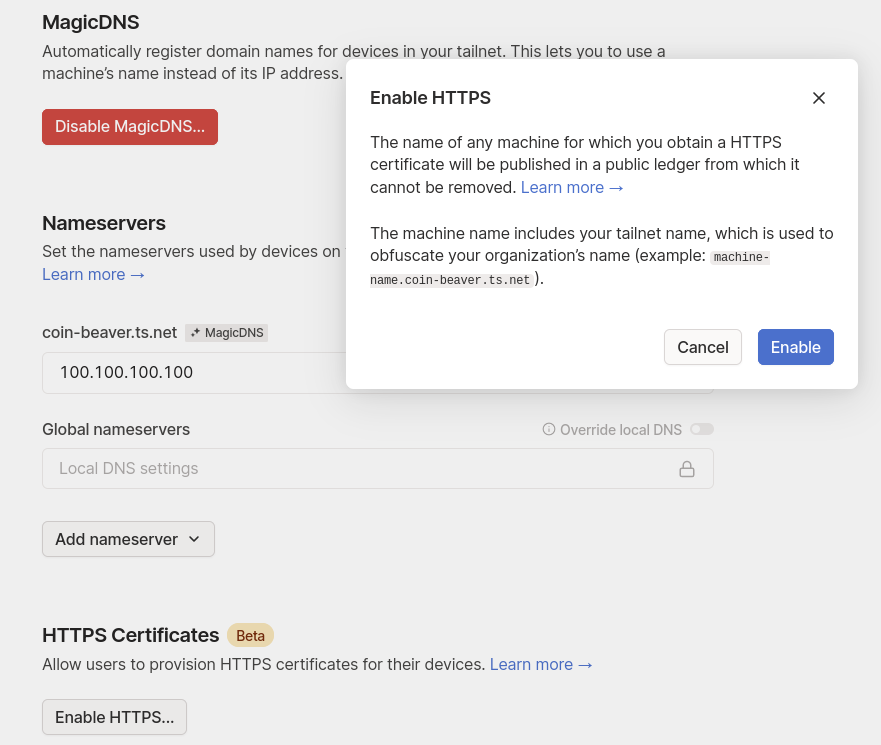 MagicDNS
Automatically register domain names for devices in your tailnet. This lets you to use a
machine’s name instead of its IP address.
Disable MagicDNS...
Enable HTTPS
The name of any machine for which you obtain a HTTPS
certificate will be published in a public ledger from which it
cannot be removed. Learn more →
The machine name includes your tailnet name, which is used to
obfuscate your organization’s name (example: machine-
name.coin-beaver.ts.net).
Cancel
Enable
Nameservers
Set the nameservers used by devices on
Learn more →
coin-beaver.ts.net MagicDNS
100.100.100.100
Global nameservers
Override local DNS
Local DNS settings
Add nameserver
HTTPS Certificates Beta
Allow users to provision HTTPS certificates for their devices. Learn more →
Enable HTTPS...